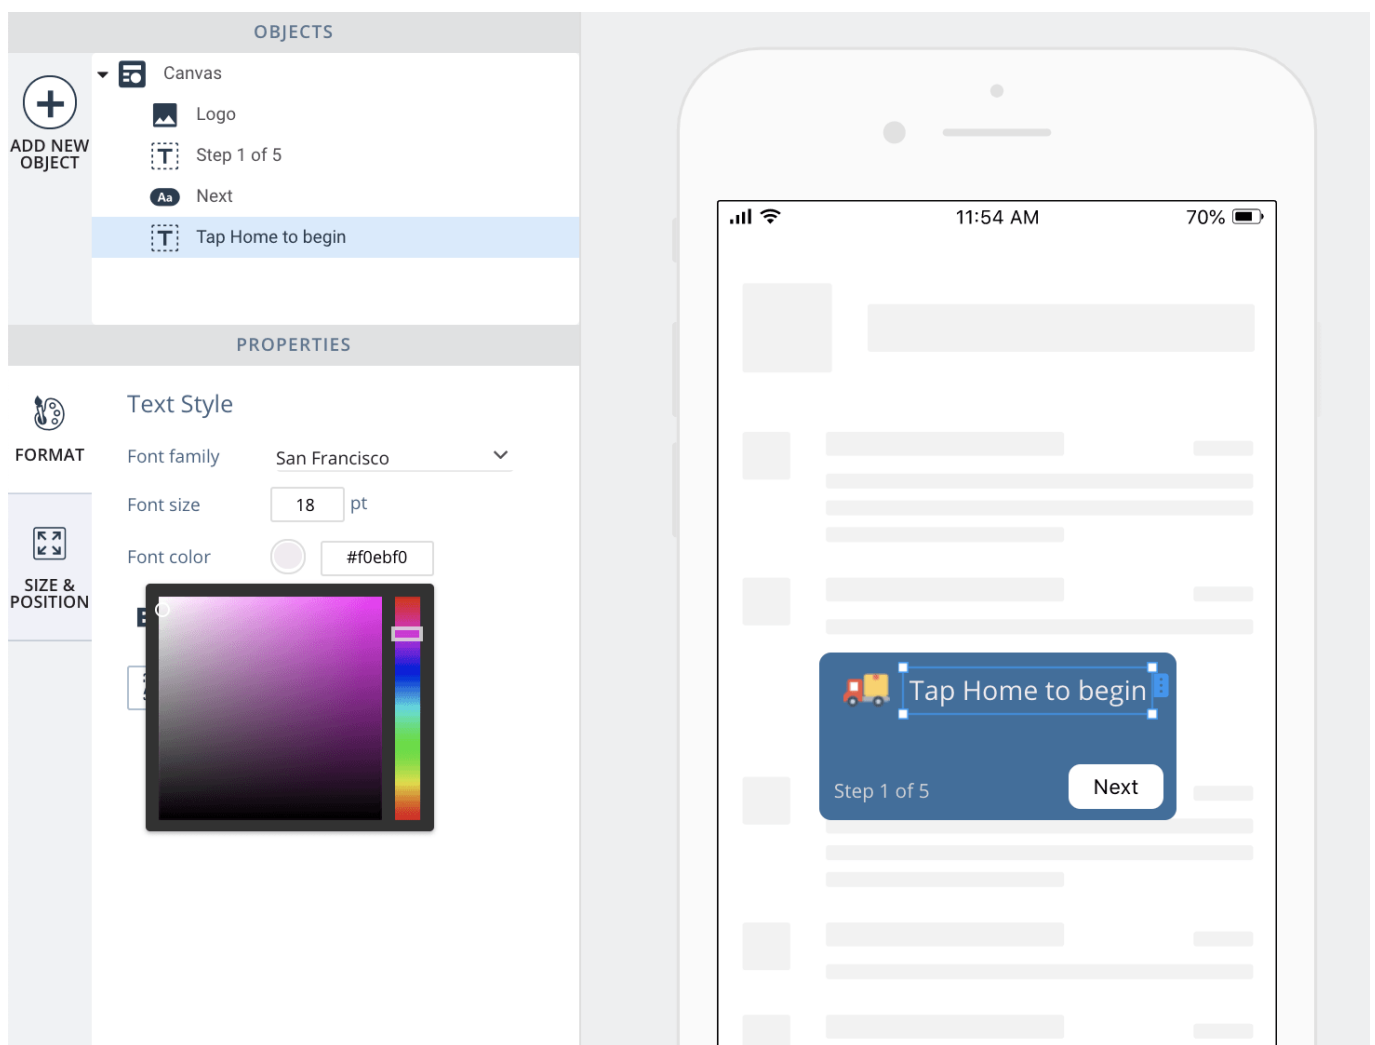 OBJECTS
ADD NEW
OBJECT
Canvas
Logo
T
Step 1 of 5
Aa
Next
T
Tap Home to begin
PROPERTIES
FORMAT
SIZE &
POSITION
Text Style
Font family
San Francisco
Font size
18
pt
Font color
#f0ebf0
11:54 AM
70%
Tap Home to begin
Step 1 of 5
Next